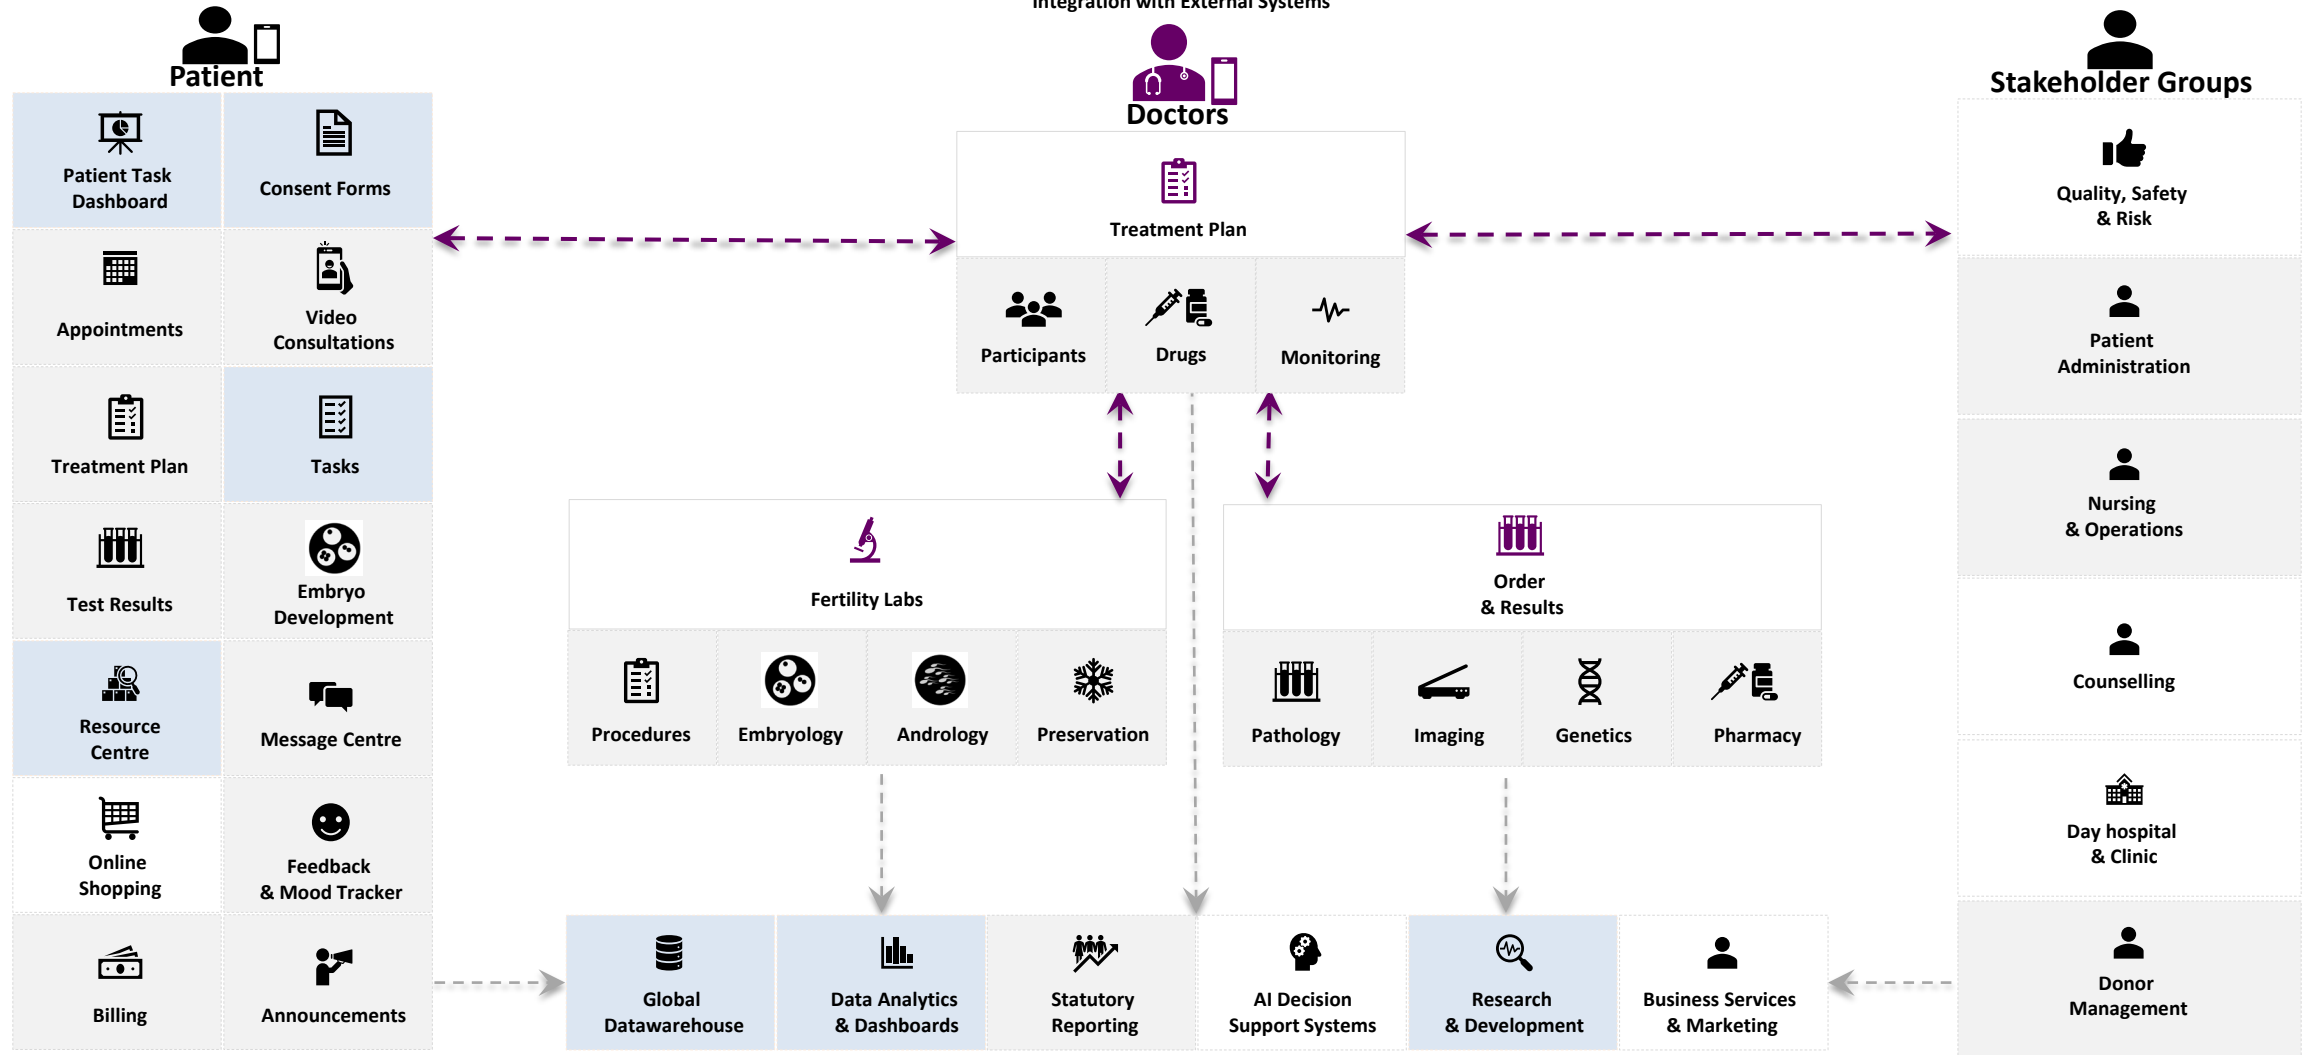 Integration with External Systems
Patient
Patient Task
Dashboard
Consent Forms
Appointments
Video
Consultations
Treatment Plan
Tasks
Test Results
Embryo
Development
Resource
Centre
Message Centre
Online
Shopping
Feedback
& Mood Tracker
Billing
Announcements
Doctors
Treatment Plan
Participants
Drugs
Monitoring
Fertility Labs
Procedures
Embryology
Andrology
Preservation
Order
& Results
Pathology
Imaging
Genetics
Pharmacy
Global
Datawarehouse
Data Analytics
& Dashboards
Statutory
Reporting
AI Decision
Support Systems
Research
& Development
Business Services
& Marketing
Stakeholder Groups
Quality, Safety
& Risk
Patient
Administration
Nursing
& Operations
Counselling
Day hospital
& Clinic
Donor
Management